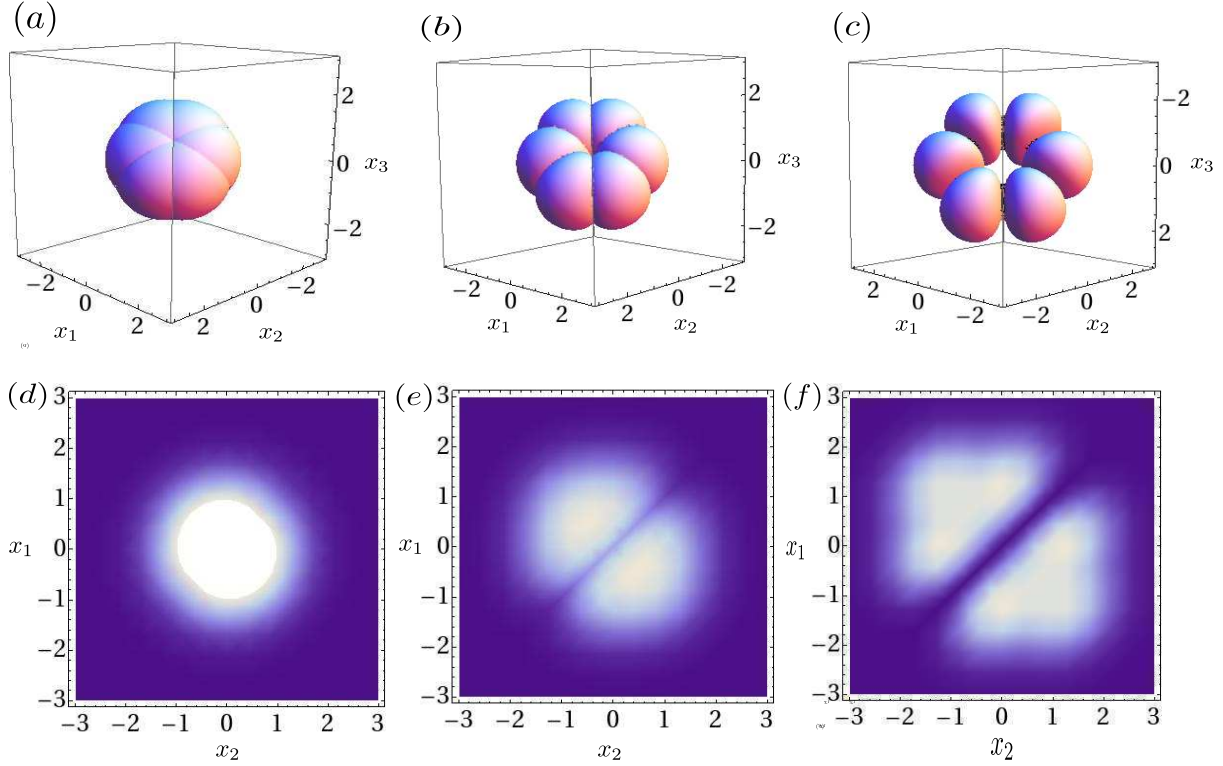 (a) (b) (c)
2 2 −2
0 x3 0 x3 0 x3
−2 −2 2
−2 0 2 2 0 −2 −2 0 2 2 0 −2 2 0 −2 −2 0 2
x1 x2 x1 x2 x1 x2
(a)
(d) (e) (f)
3 3 3
2 2 2
1 1 1
x1 0 x1 0 x1 0
−1 −1 −1
−2 −2 −2
−3 −3 −3
−3 −2 −1 0 1 2 3 −3 −2 −1 0 1 2 3 −3 −2 −1 0 1 2 3
x2 x2 x2